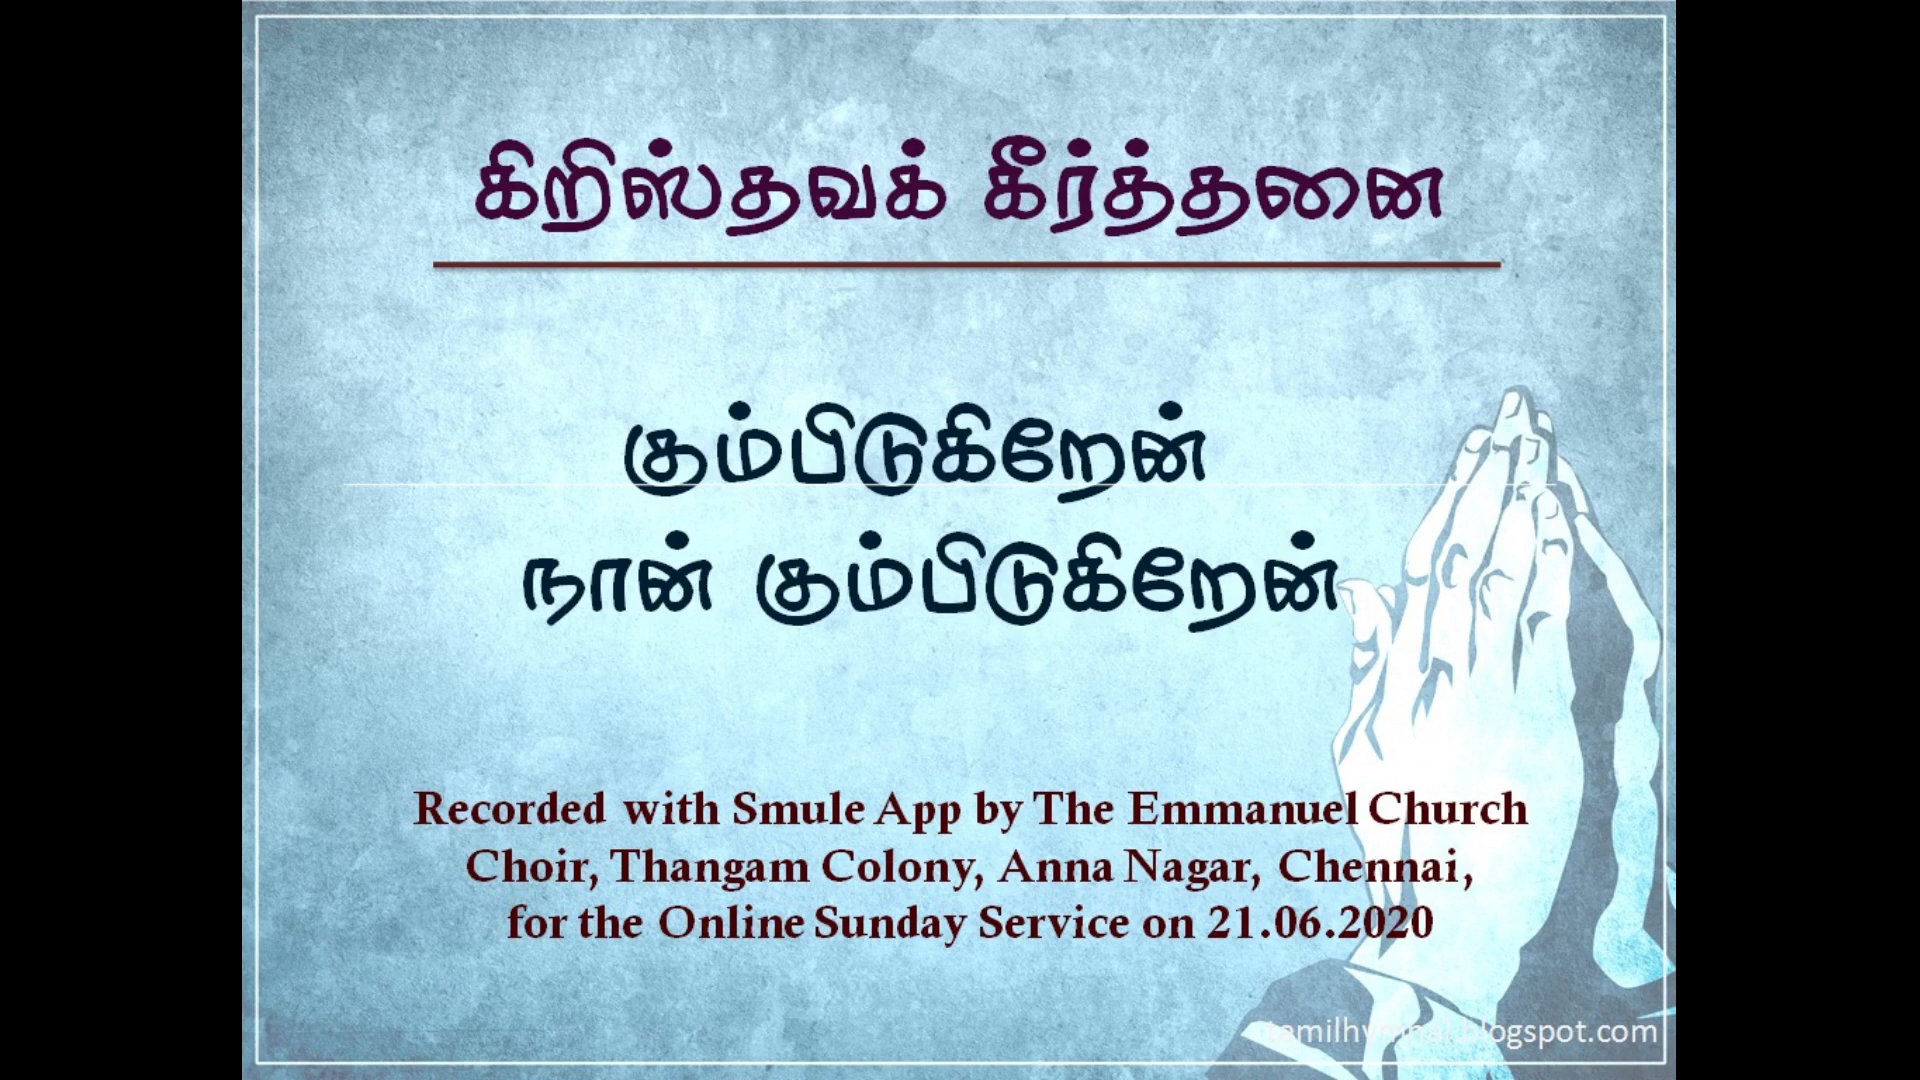 கிறிஸ்தவக் கீர்த்தனை
கும்பிடுகிறேன்
நான் கும்பிடுகிறேன்
Recorded with Smule App by The Emmanuel Church
Choir, Thangam Colony, Anna Nagar, Chennai,
for the Online Sunday Service on 21.06.2020